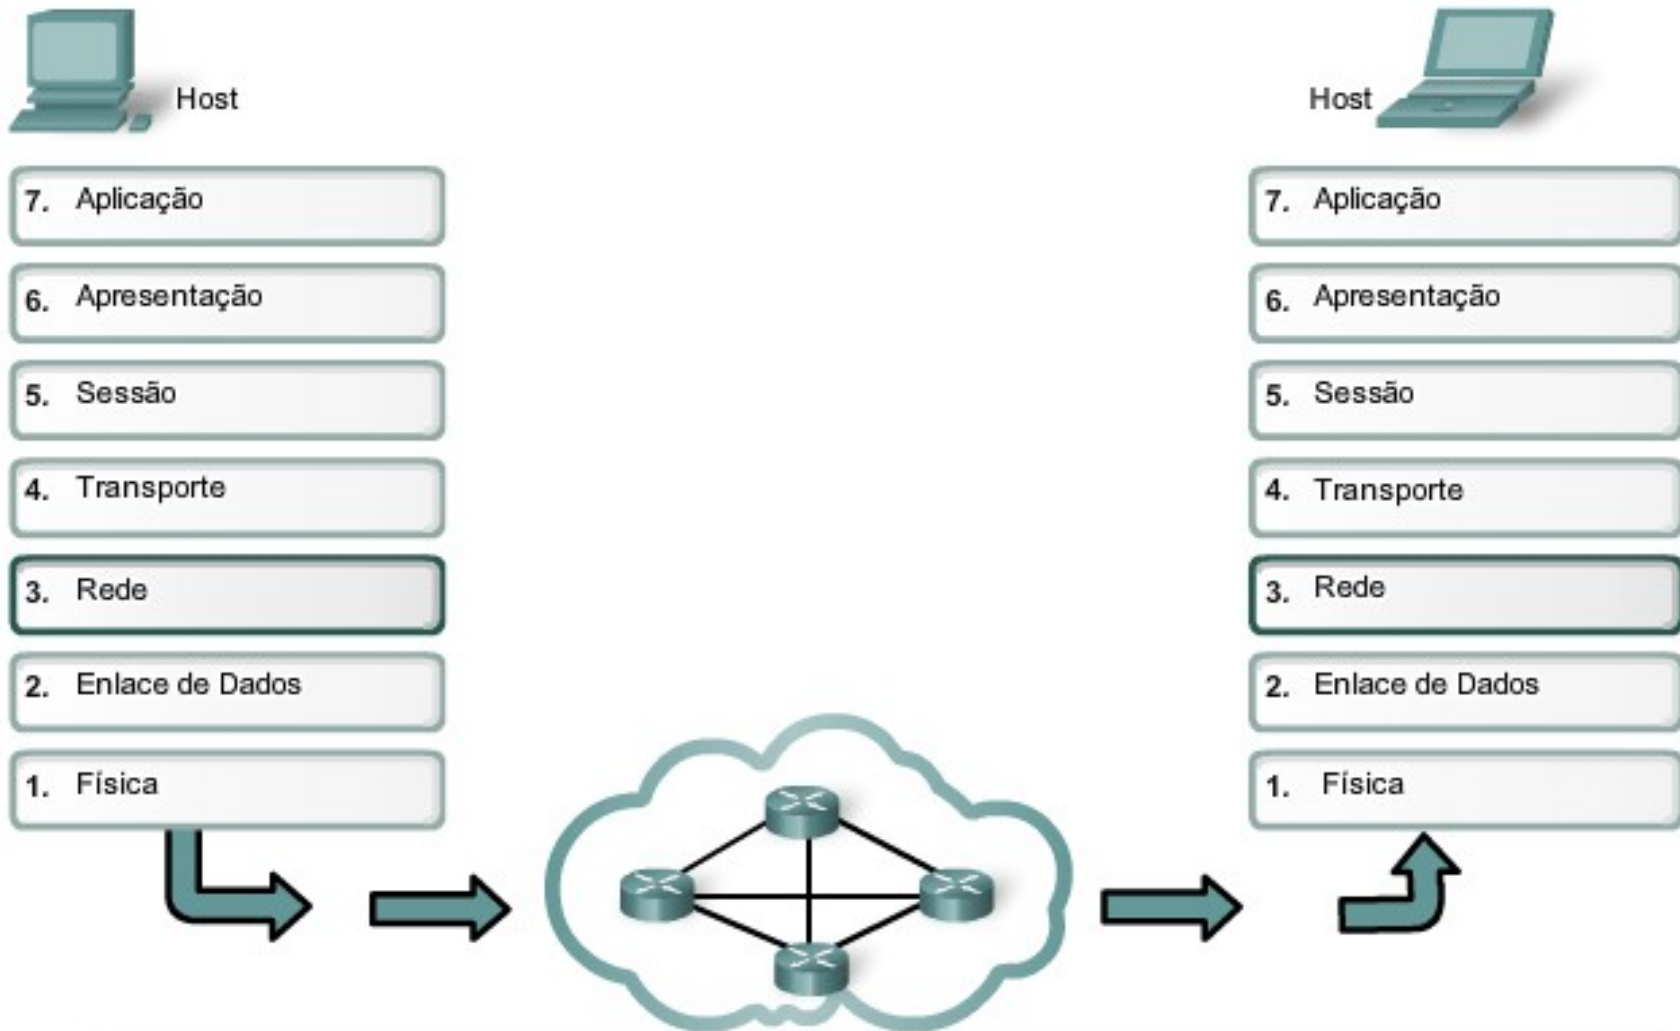 Host
7. Aplicação
6. Apresentação
5. Sessão
4. Transporte
3. Rede
2. Enlace de Dados
1. Física
Host
7. Aplicação
6. Apresentação
5. Sessão
4. Transporte
3. Rede
2. Enlace de Dados
1. Física